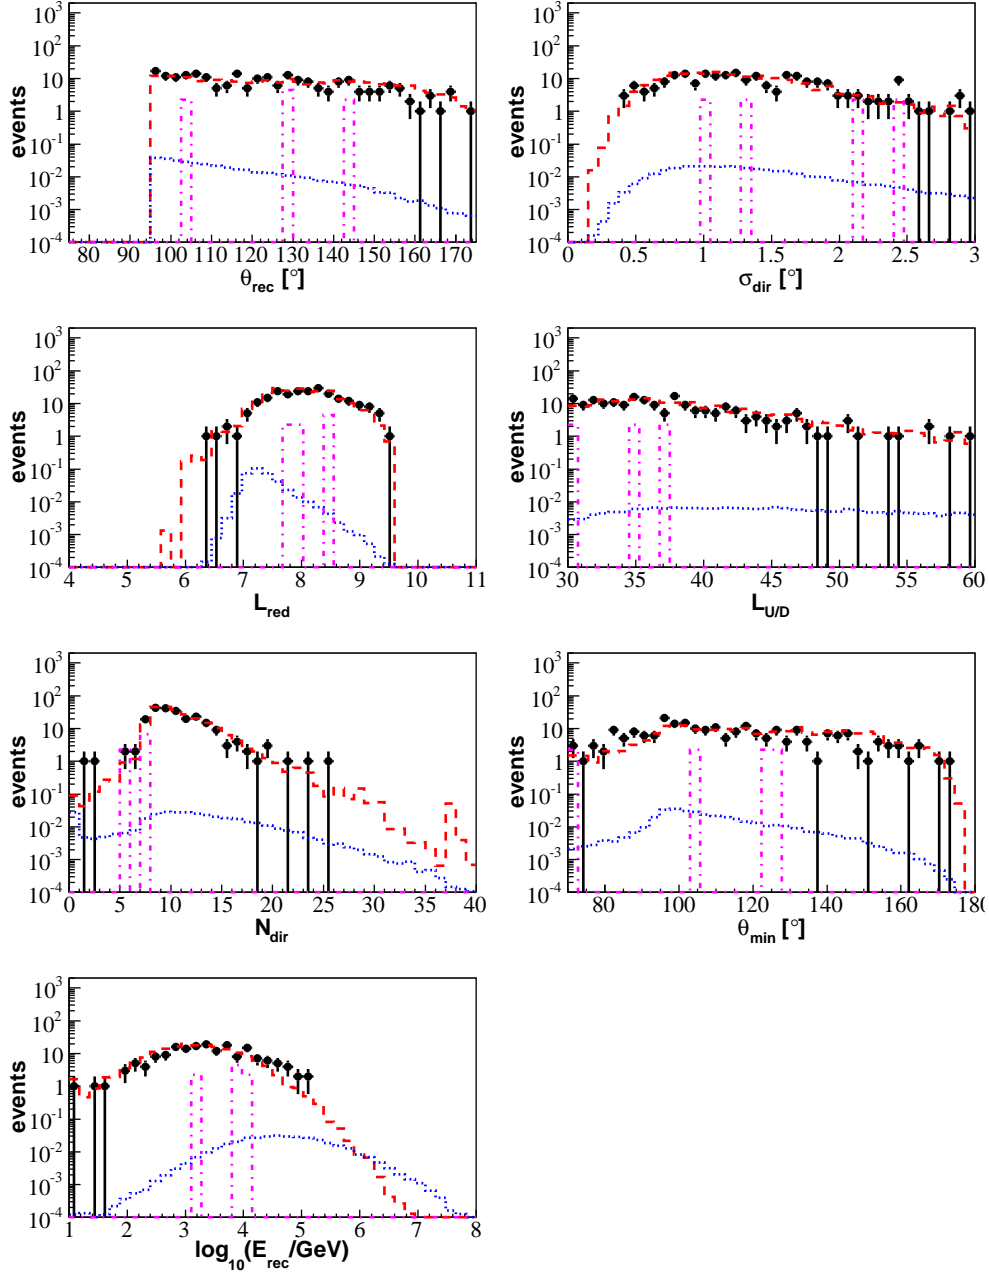 events
10³
10²
10
1
10⁻¹
10⁻²
10⁻³
10⁻⁴
80 90 100 110 120 130 140 150 160 170
θrec [°]
events
10³
10²
10
1
10⁻¹
10⁻²
10⁻³
10⁻⁴
0 0.5 1 1.5 2 2.5 3
σdir [°]
events
10³
10²
10
1
10⁻¹
10⁻²
10⁻³
10⁻⁴
4 5 6 7 8 9 10 11
Lred
events
10³
10²
10
1
10⁻¹
10⁻²
10⁻³
10⁻⁴
30 35 40 45 50 55 60
LU/D
events
10³
10²
10
1
10⁻¹
10⁻²
10⁻³
10⁻⁴
0 5 10 15 20 25 30 35 40
Ndir
events
10³
10²
10
1
10⁻¹
10⁻²
10⁻³
10⁻⁴
80 100 120 140 160 180
θmin [°]
events
10³
10²
10
1
10⁻¹
10⁻²
10⁻³
10⁻⁴
1 2 3 4 5 6 7 8
log₁₀(Erec/GeV)